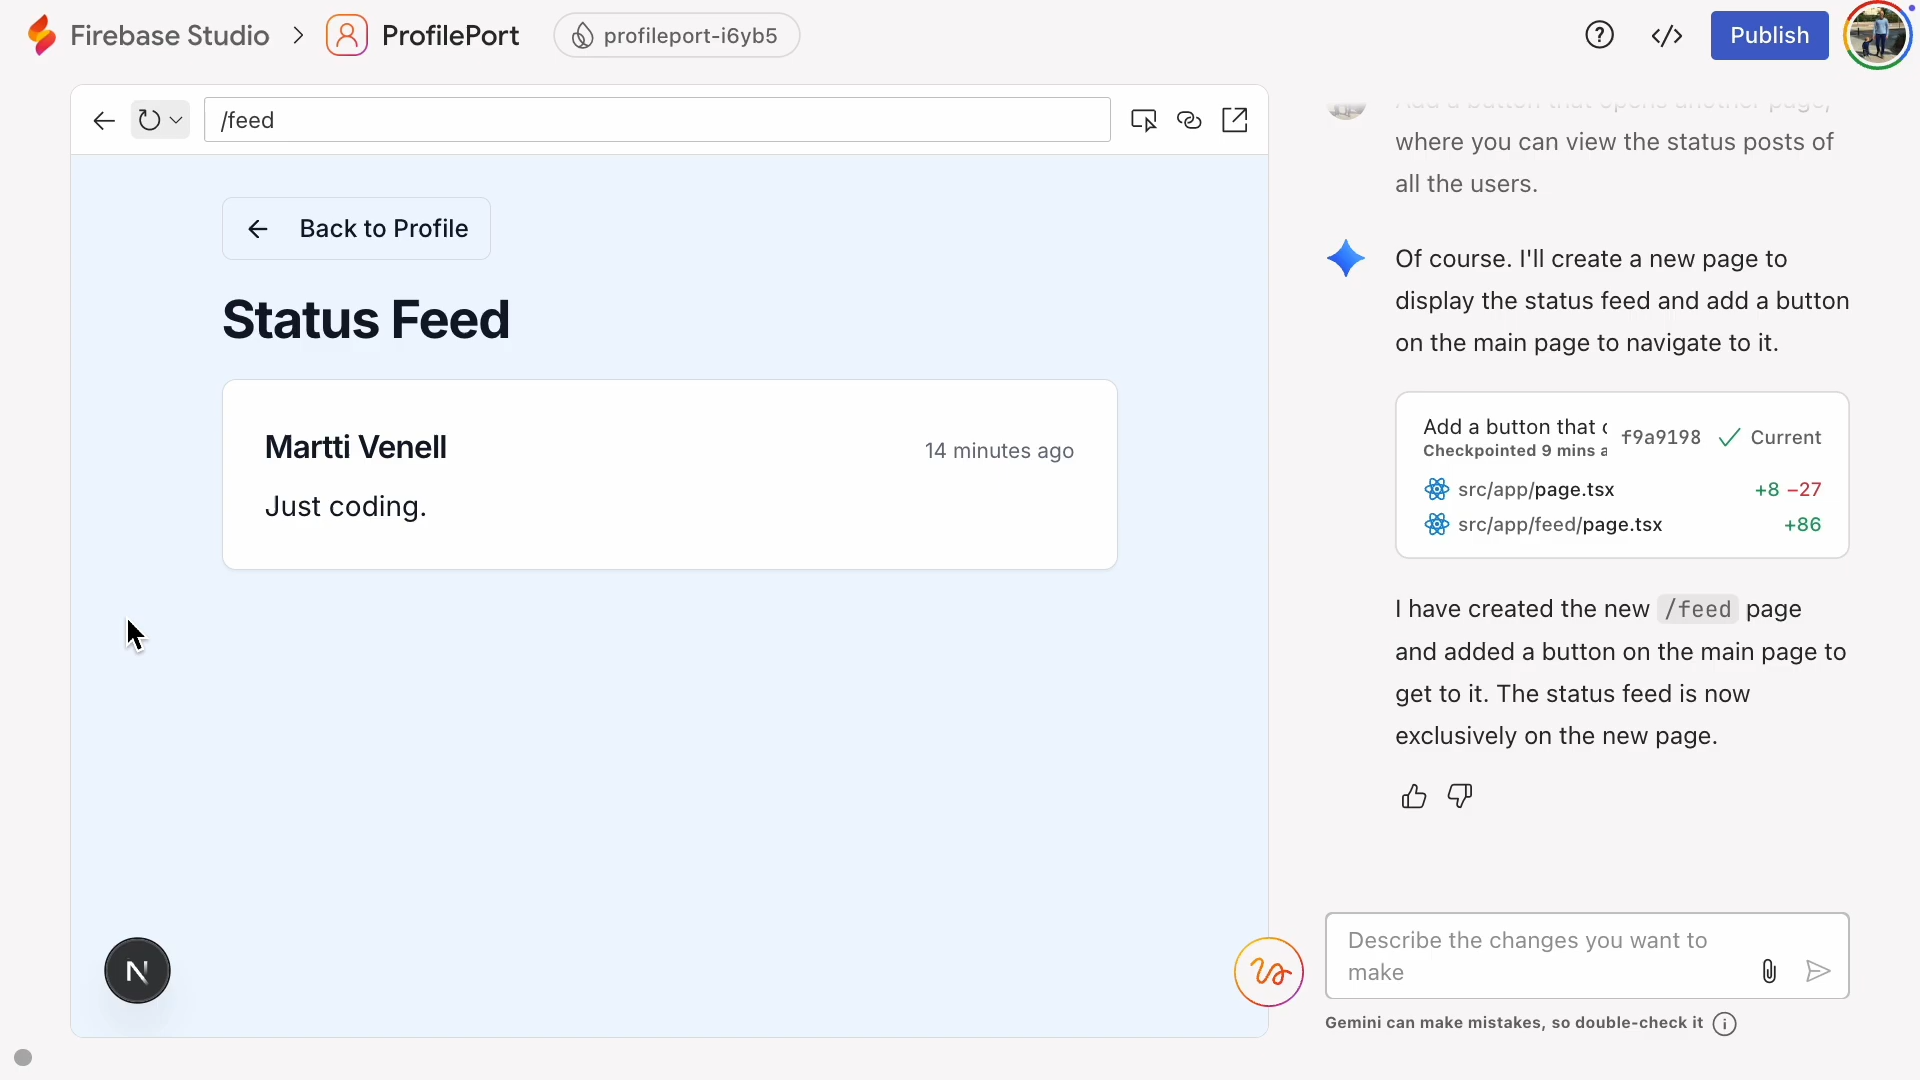 Firebase Studio
ProfilePort
profileport-i6yb5
Publish
/feed
Back to Profile
Status Feed
Martti Venell
14 minutes ago
Just coding.
N
Add a button that opens another page,
where you can view the status posts of
all the users.
Of course. I'll create a new page to
display the status feed and add a button
on the main page to navigate to it.
Add a button that
f9a9198
Current
Checkpointed 9 mins a
src/app/page.tsx
+8 −27
src/app/feed/page.tsx
+86
I have created the new /feed page
and added a button on the main page to
get to it. The status feed is now
exclusively on the new page.
Describe the changes you want to
make
Gemini can make mistakes, so double-check it